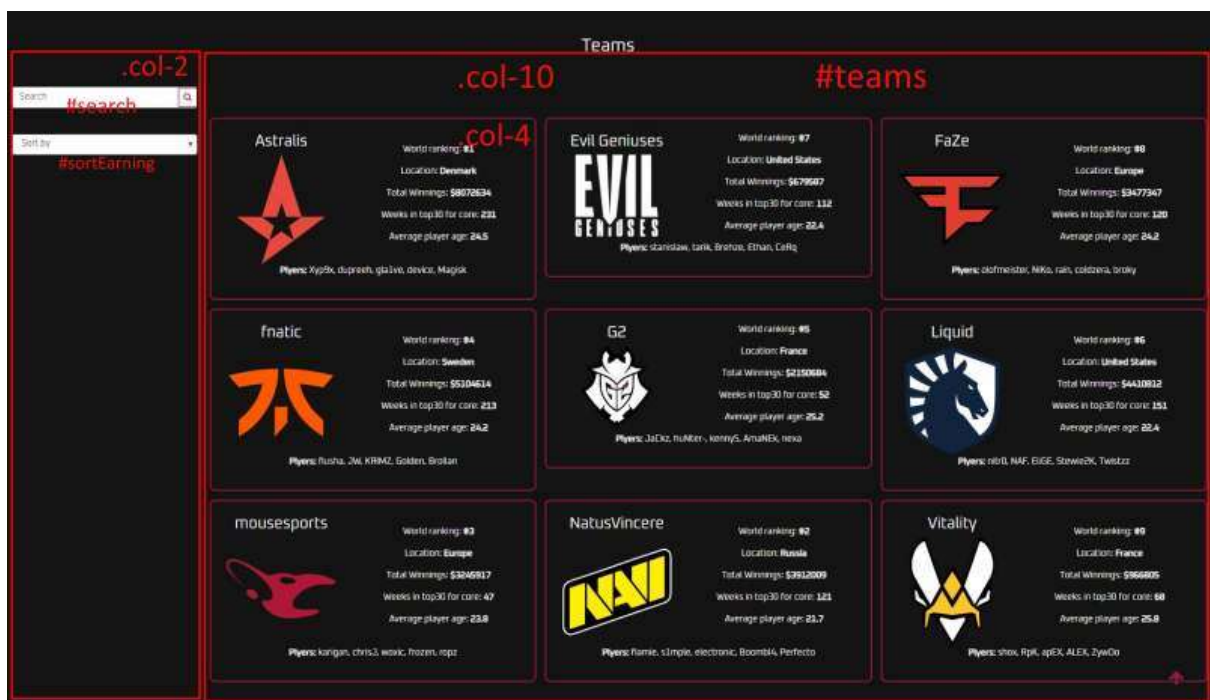 Teams
.col-2
.col-10
#teams
Search
#search
Sort by
#sortEarning
.col-4
Astralis
World ranking: #1
Location: Denmark
Total Winnings: $8072634
Weeks in top30 for core: 231
Average player age: 24.5
Plyers: Xyp9x, dupreeh, gla1ve, device, Magisk
Evil Geniuses
EVIL
GENIUSES
World ranking: #7
Location: United States
Total Winnings: $679507
Weeks in top30 for core: 112
Average player age: 22.4
Plyers: stanislaw, tarik, Brehze, Ethan, CeRq
FaZe
World ranking: #8
Location: Europe
Total Winnings: $3477347
Weeks in top30 for core: 120
Average player age: 24.2
Plyers: olofmeister, NiKo, rain, coldzera, broky
fnatic
World ranking: #4
Location: Sweden
Total Winnings: $5104614
Weeks in top30 for core: 213
Average player age: 24.2
Plyers: flusha, JW, KRIMZ, Golden, Brollan
G2
G2
World ranking: #5
Location: France
Total Winnings: $2150604
Weeks in top30 for core: 52
Average player age: 25.2
Plyers: JaCkz, huNter-, kennyS, AmaNEk, nexa
Liquid
World ranking: #6
Location: United States
Total Winnings: $4410812
Weeks in top30 for core: 151
Average player age: 22.4
Plyers: nitr0, NAF, EliGE, Stewie2K, Twistzz
mousesports
World ranking: #3
Location: Europe
Total Winnings: $3245917
Weeks in top30 for core: 47
Average player age: 23.8
Plyers: karigan, chrisJ, woxic, frozen, ropz
NatusVincere
NAVI
World ranking: #2
Location: Russia
Total Winnings: $3912009
Weeks in top30 for core: 121
Average player age: 21.7
Plyers: flamie, s1mple, electronic, Boombl4, Perfecto
Vitality
World ranking: #9
Location: France
Total Winnings: $966805
Weeks in top30 for core: 60
Average player age: 25.8
Plyers: shox, RpK, apEX, ALEX, ZywOo